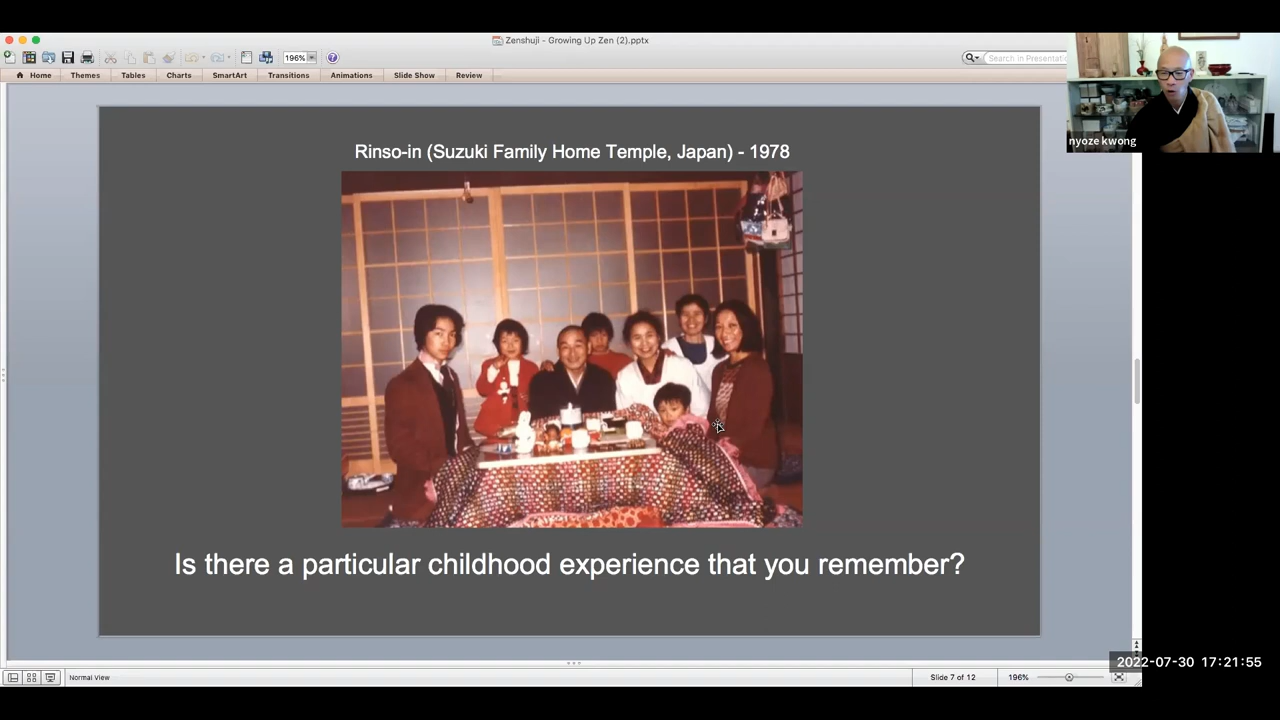 Zenshuji - Growing Up Zen (2).pptx
196%
Search in Presentation
Home Themes Tables Charts SmartArt Transitions Animations Slide Show Review
nyoze kwong
Rinso-in (Suzuki Family Home Temple, Japan) - 1978
Is there a particular childhood experience that you remember?
2022-07-30 17:21:55
Normal View Slide 7 of 12 196%